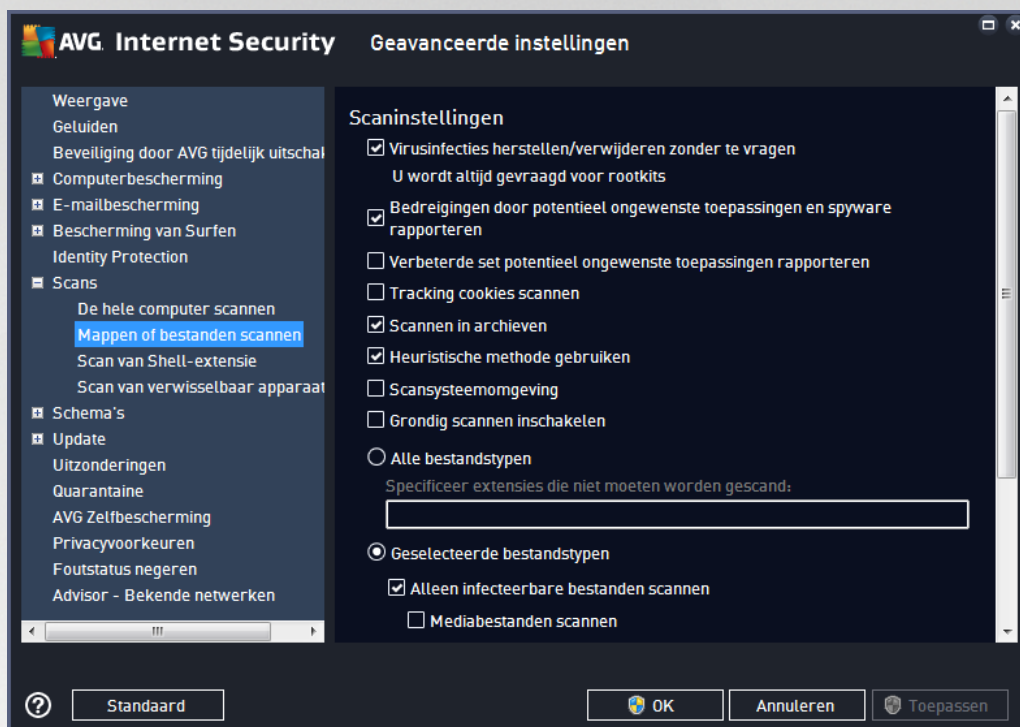 AVG. Internet Security
Geavanceerde instellingen
Weergave
Geluiden
Beveiliging door AVG tijdelijk uitschak
Computerbescherming
E-mailbescherming
Bescherming van Surfen
Identity Protection
Scans
De hele computer scannen
Mappen of bestanden scannen
Scan van Shell-extensie
Scan van verwisselbaar apparaat
Schema's
Update
Uitzonderingen
Quarantaine
AVG Zelfbescherming
Privacyvoorkeuren
Foutstatus negeren
Advisor - Bekende netwerken
Scaninstellingen
Virusinfecties herstellen/verwijderen zonder te vragen
U wordt altijd gevraagd voor rootkits
Bedreigingen door potentieel ongewenste toepassingen en spyware
rapporteren
Verbeterde set potentieel ongewenste toepassingen rapporteren
Tracking cookies scannen
Scannen in archieven
Heuristische methode gebruiken
Scansysteemomgeving
Grondig scannen inschakelen
Alle bestandstypen
Specificeer extensies die niet moeten worden gescand:
Geselecteerde bestandstypen
Alleen infecteerbare bestanden scannen
Mediabestanden scannen
?
Standaard
OK
Annuleren
Toepassen